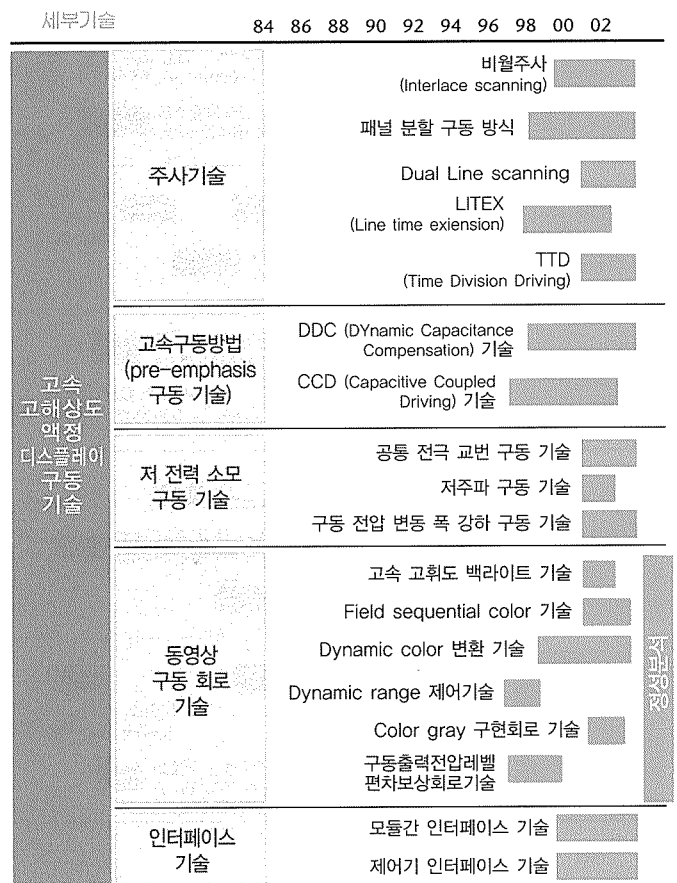 세부기술
84 86 88 90 92 94 96 98 00 02
고속
고해상도
액정
디스플레이
구동
기술
주사기술
비월주사
(Interlace scanning)
패널 분할 구동 방식
Dual Line scanning
LITEX
(Line time exiension)
TTD
(Time Division Driving)
고속구동방법
(pre-emphasis
구동 기술)
DDC (DYnamic Capacitance
Compensation) 기술
CCD (Capacitive Coupled
Driving) 기술
저 전력 소모
구동 기술
공통 전극 교번 구동 기술
저주파 구동 기술
구동 전압 변동 폭 강하 구동 기술
동영상
구동 회로
기술
고속 고휘도 백라이트 기술
Field sequential color 기술
Dynamic color 변환 기술
Dynamic range 제어기술
Color gray 구현회로 기술
구동출력전압레벨
편차보상회로기술
정성분석
인터페이스
기술
모듈간 인터페이스 기술
제어기 인터페이스 기술